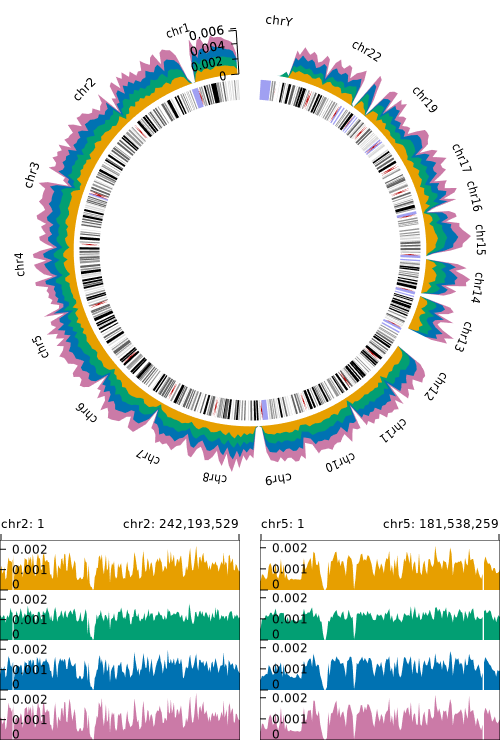 chrY
chr1
0.006
0.004
0.002
0
chr22
chr2
chr19
chr17
chr3
chr16
chr15
chr4
chr14
chr13
chr5
chr12
chr6
chr11
chr7
chr10
chr8
chr9
chr2: 1 chr2: 242,193,529 chr5: 1 chr5: 181,538,259
0.002 0.002
0.001 0.001
0 0
0.002 0.002
0.001 0.001
0 0
0.002 0.002
0.001 0.001
0 0
0.002 0.002
0.001 0.001
0 0